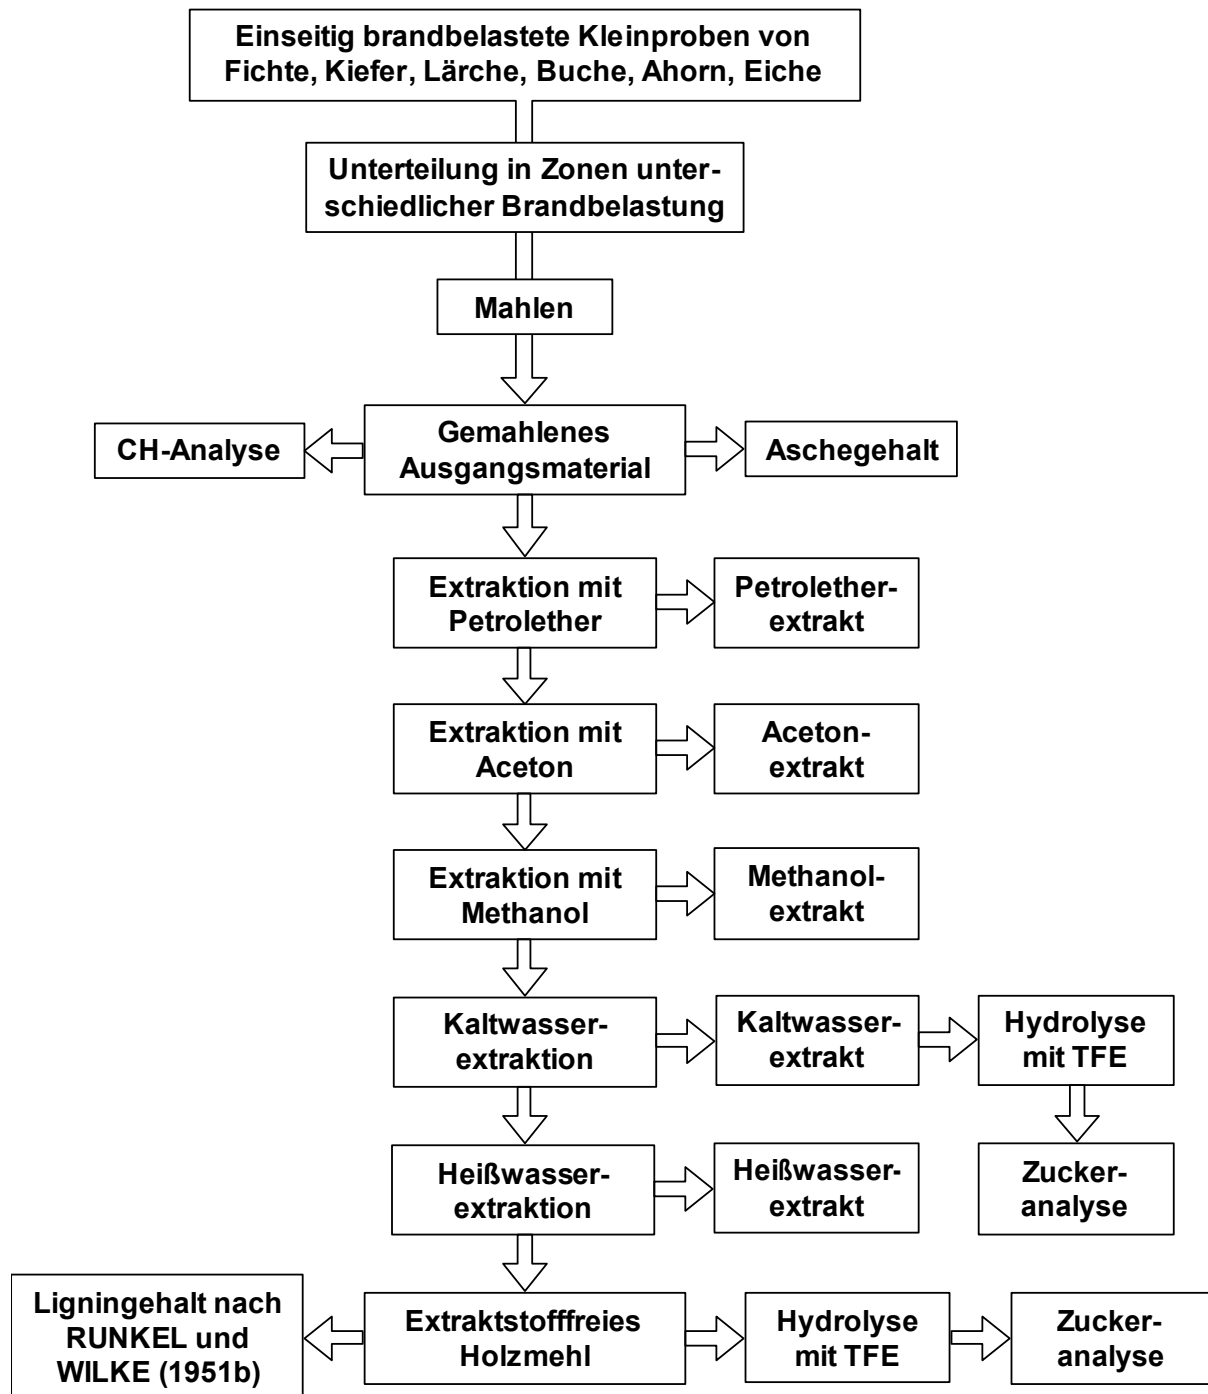 Einseitig brandbelastete Kleinproben von
Fichte, Kiefer, Lärche, Buche, Ahorn, Eiche
Unterteilung in Zonen unter-
schiedlicher Brandbelastung
Mahlen
CH-Analyse
Gemahlenes
Ausgangsmaterial
Aschegehalt
Extraktion mit
Petrolether
Petrolether-
extrakt
Extraktion mit
Aceton
Aceton-
extrakt
Extraktion mit
Methanol
Methanol-
extrakt
Kaltwasser-
extraktion
Kaltwasser-
extrakt
Hydrolyse
mit TFE
Zucker-
analyse
Heißwasser-
extraktion
Heißwasser-
extrakt
Ligningehalt nach
RUNKEL und
WILKE (1951b)
Extraktstofffreies
Holzmehl
Hydrolyse
mit TFE
Zucker-
analyse